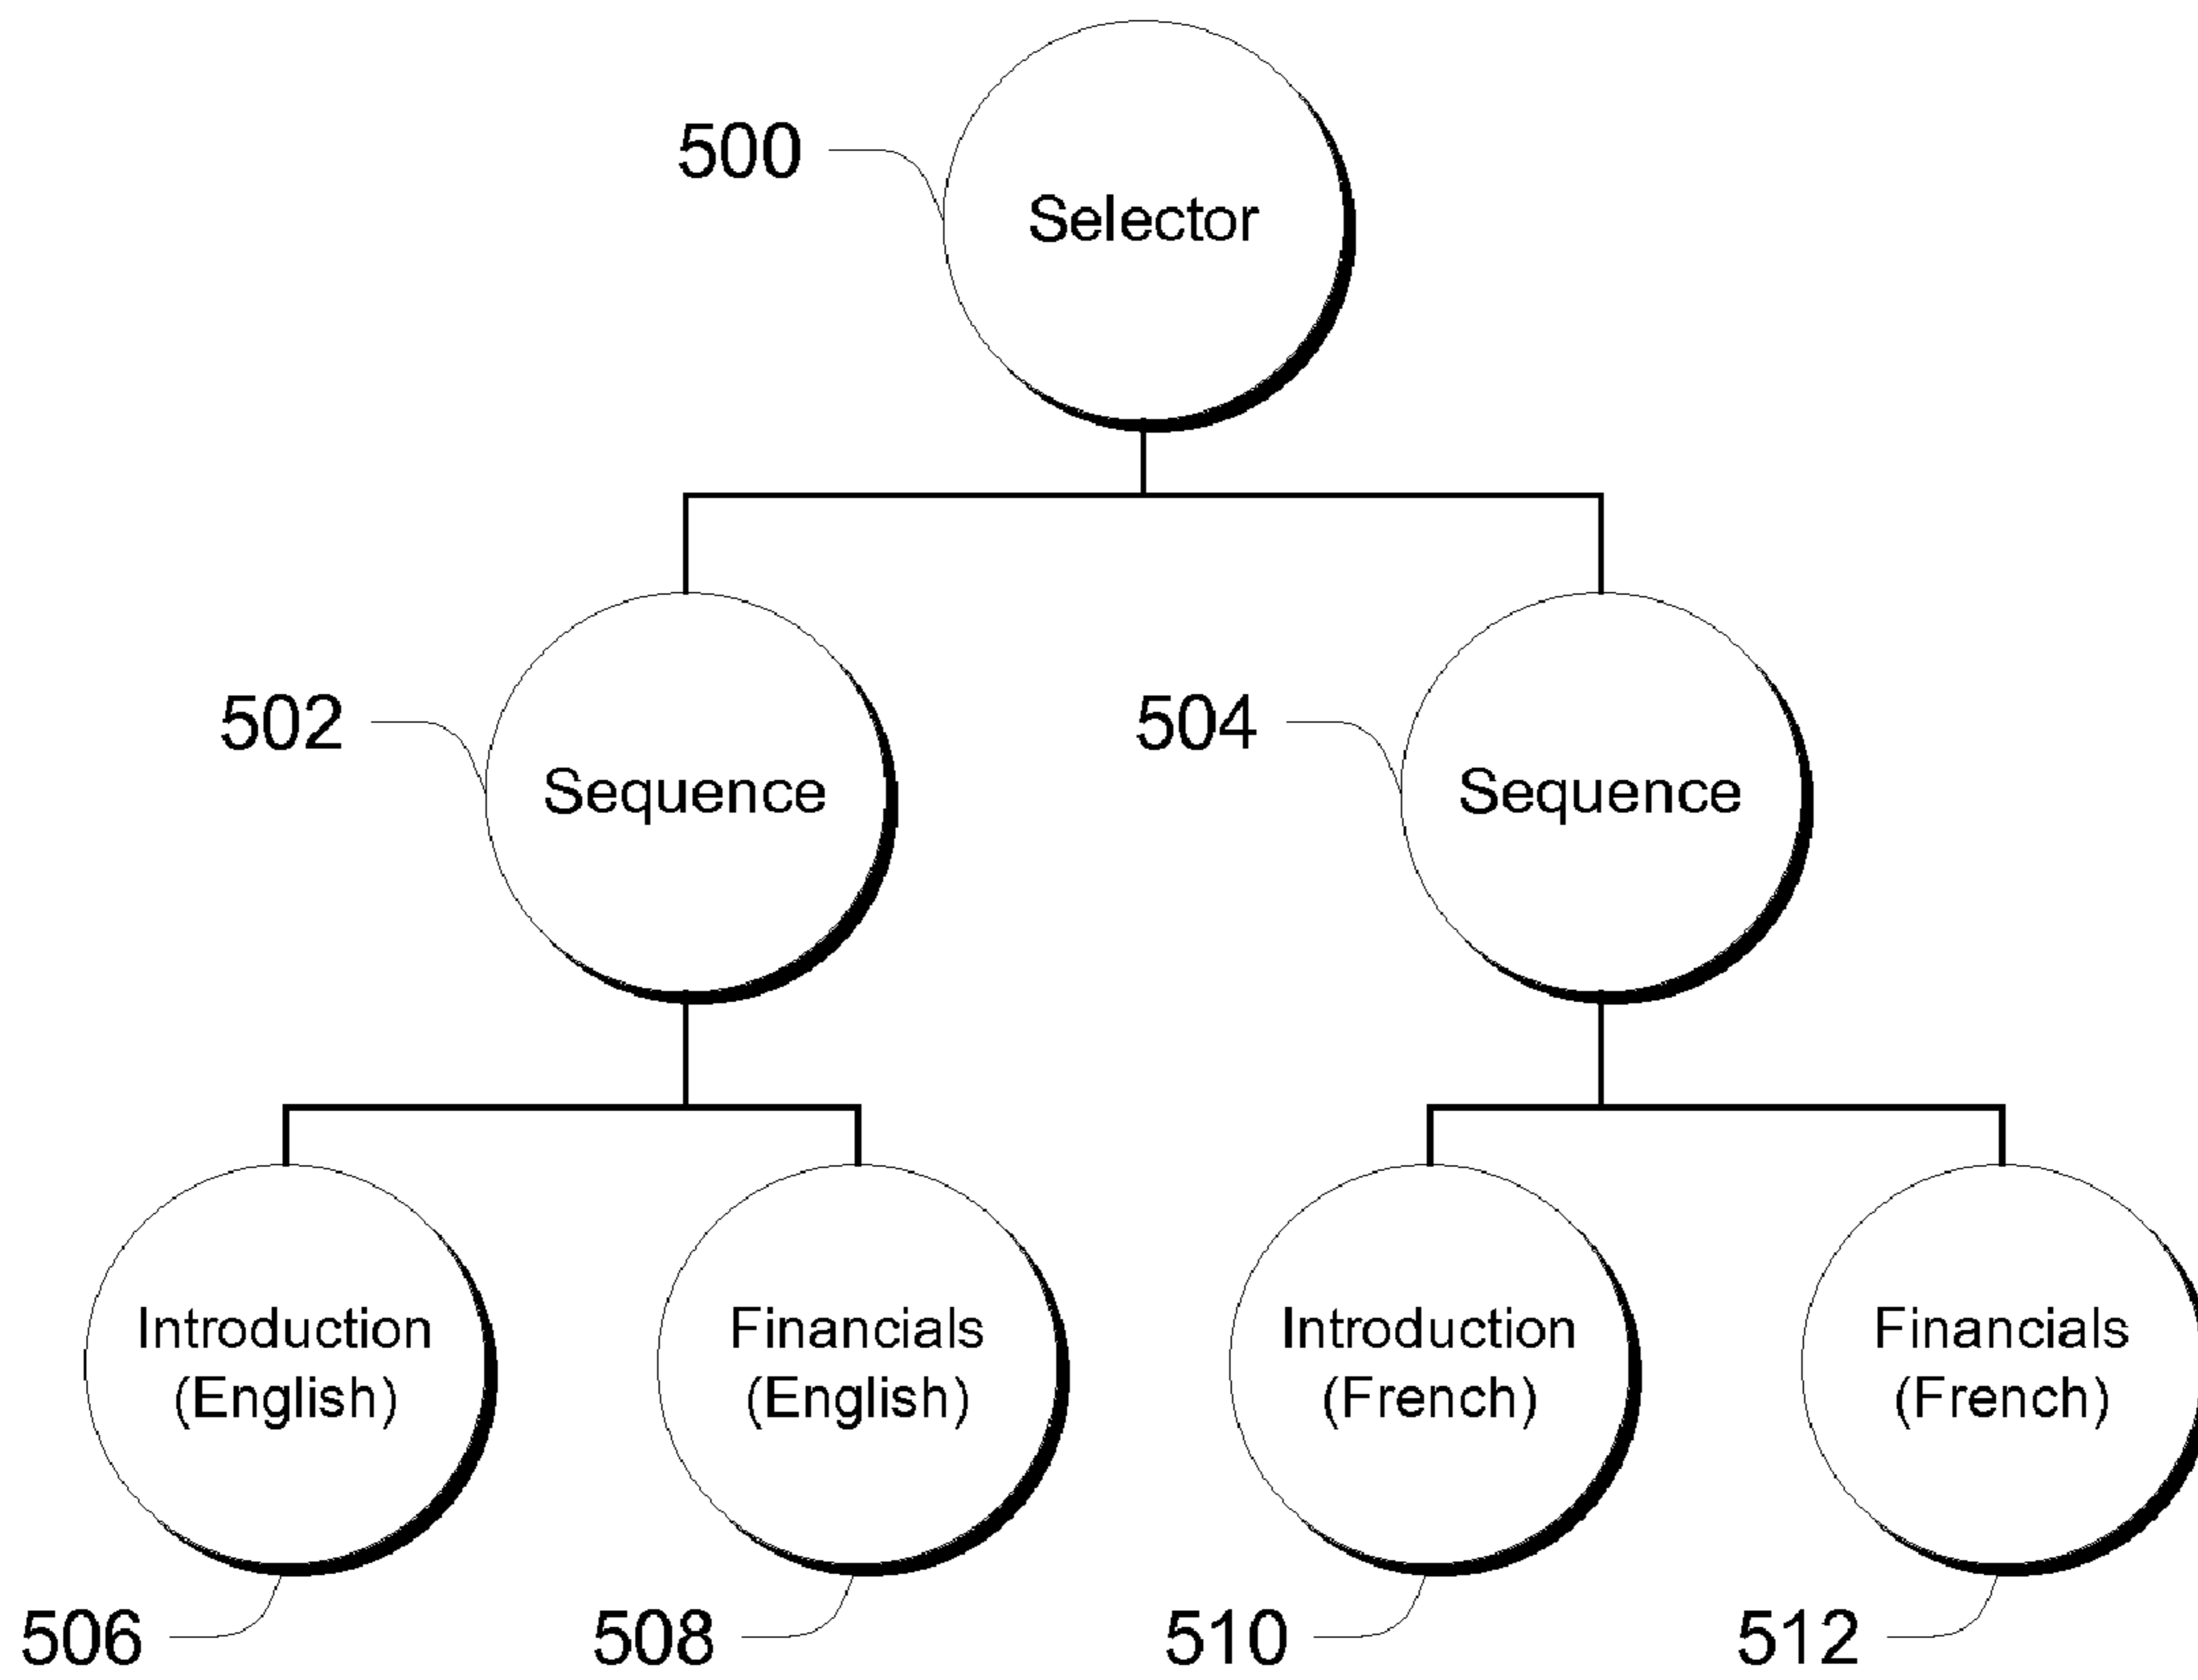 500
Selector
502
Sequence
504
Sequence
Introduction
(English)
506
Financials
(English)
508
Introduction
(French)
510
Financials
(French)
512